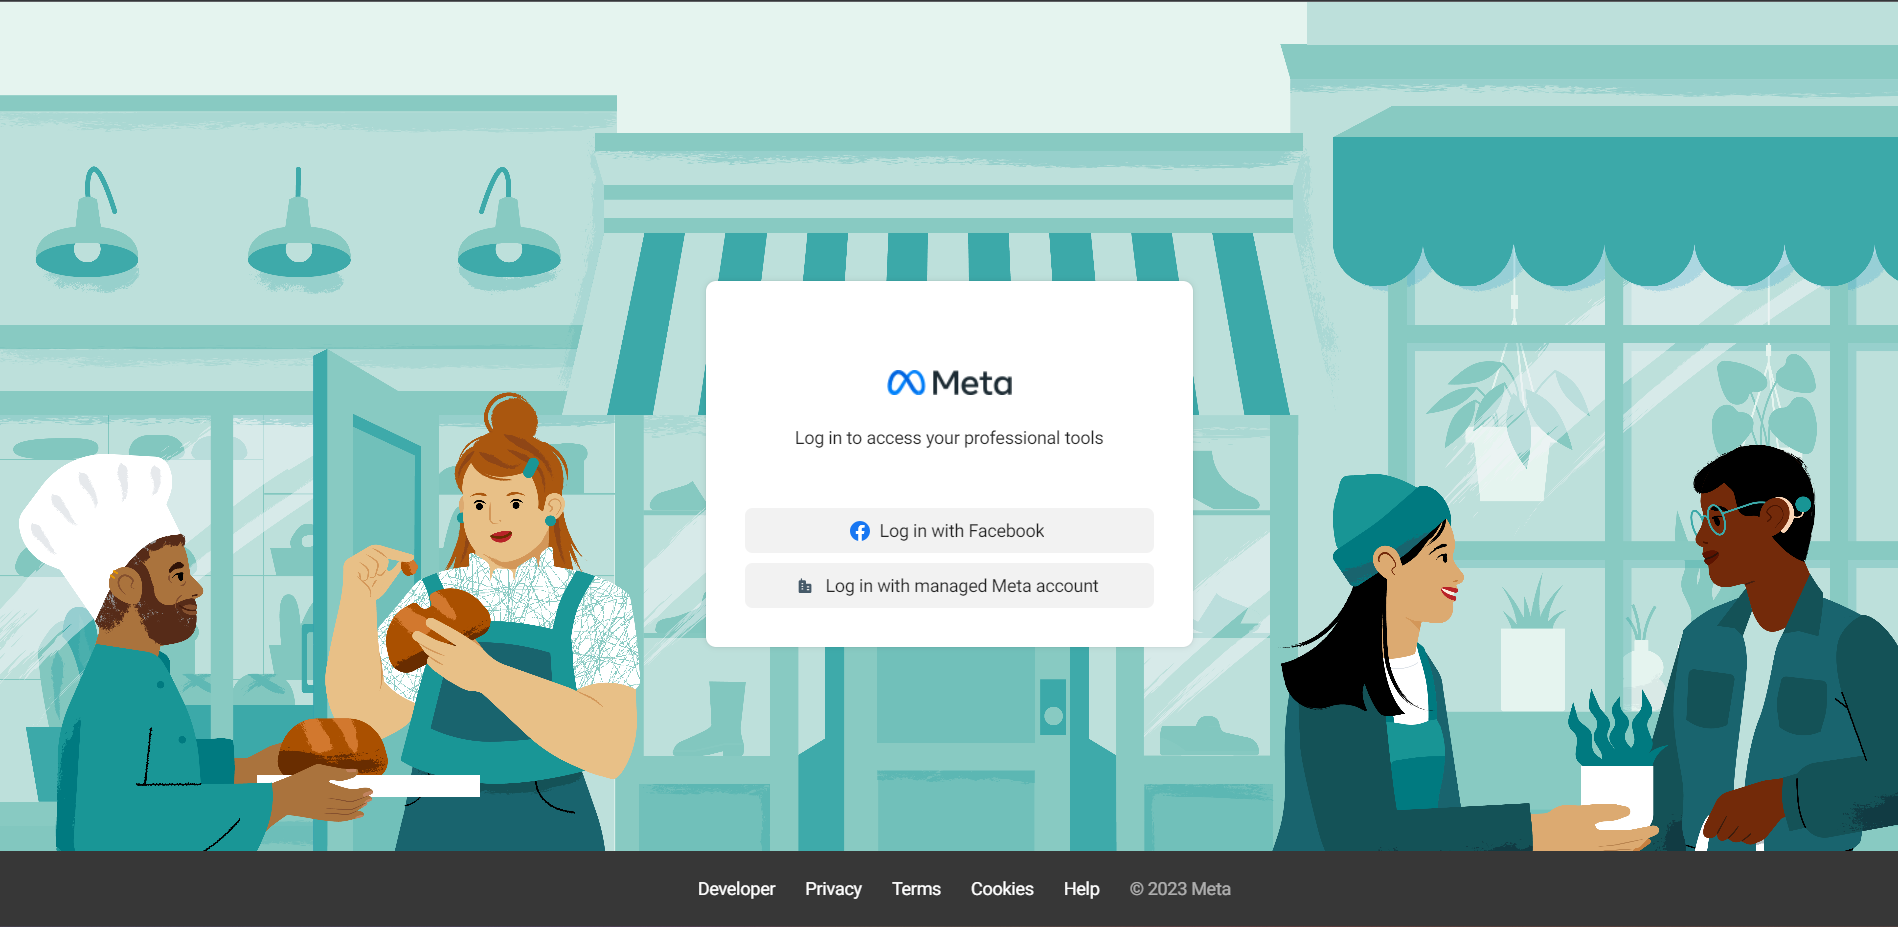 Meta
Log in to access your professional tools
Log in with Facebook
Log in with managed Meta account
Developer Privacy Terms Cookies Help © 2023 Meta